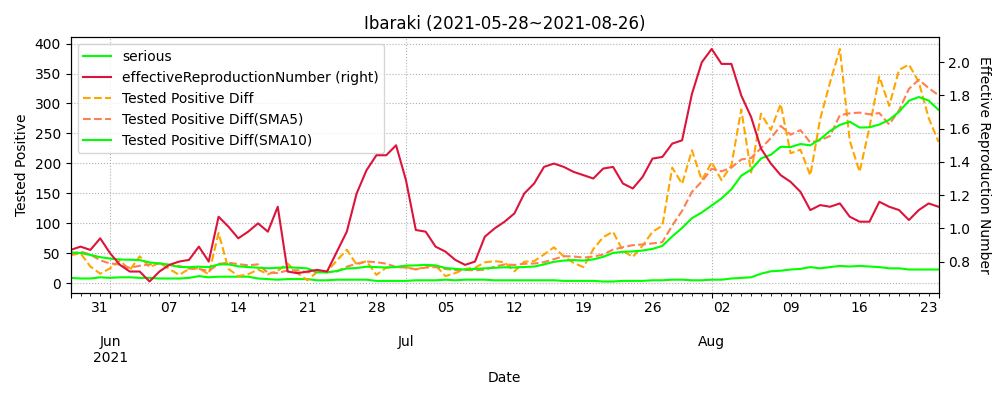 Ibaraki (2021-05-28~2021-08-26)
serious
effectiveReproductionNumber (right)
Tested Positive Diff
Tested Positive Diff(SMA5)
Tested Positive Diff(SMA10)
Tested Positive
400
350
300
250
200
150
100
50
0
Effective Reproduction Number
2.0
1.8
1.6
1.4
1.2
1.0
0.8
31 07 14 21 28 05 12 19 26 02 09 16 23
Jun Jul Aug
2021
Date